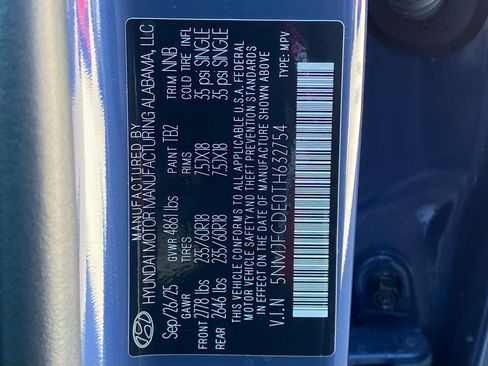 MANUFACTURED BY
HYUNDAI MOTOR MANUFACTURING ALABAMA, LLC
Sep/26/25 GVWR 4861 lbs PAINT TB2 TRIM NNB
GAWR TIRES RIMS COLD TIRE INFL
FRONT 2778 lbs 235/60R18 7.5JX18 35 psi SINGLE
REAR 2646 lbs 235/60R18 7.5JX18 35 psi SINGLE
THIS VEHICLE CONFORMS TO ALL APPLICABLE U.S.A. FEDERAL
MOTOR VEHICLE SAFETY AND THEFT PREVENTION STANDARDS
IN EFFECT ON THE DATE OF MANUFACTURE SHOWN ABOVE
V.I.N 5NMJFCDE0TH632754 TYPE: MPV